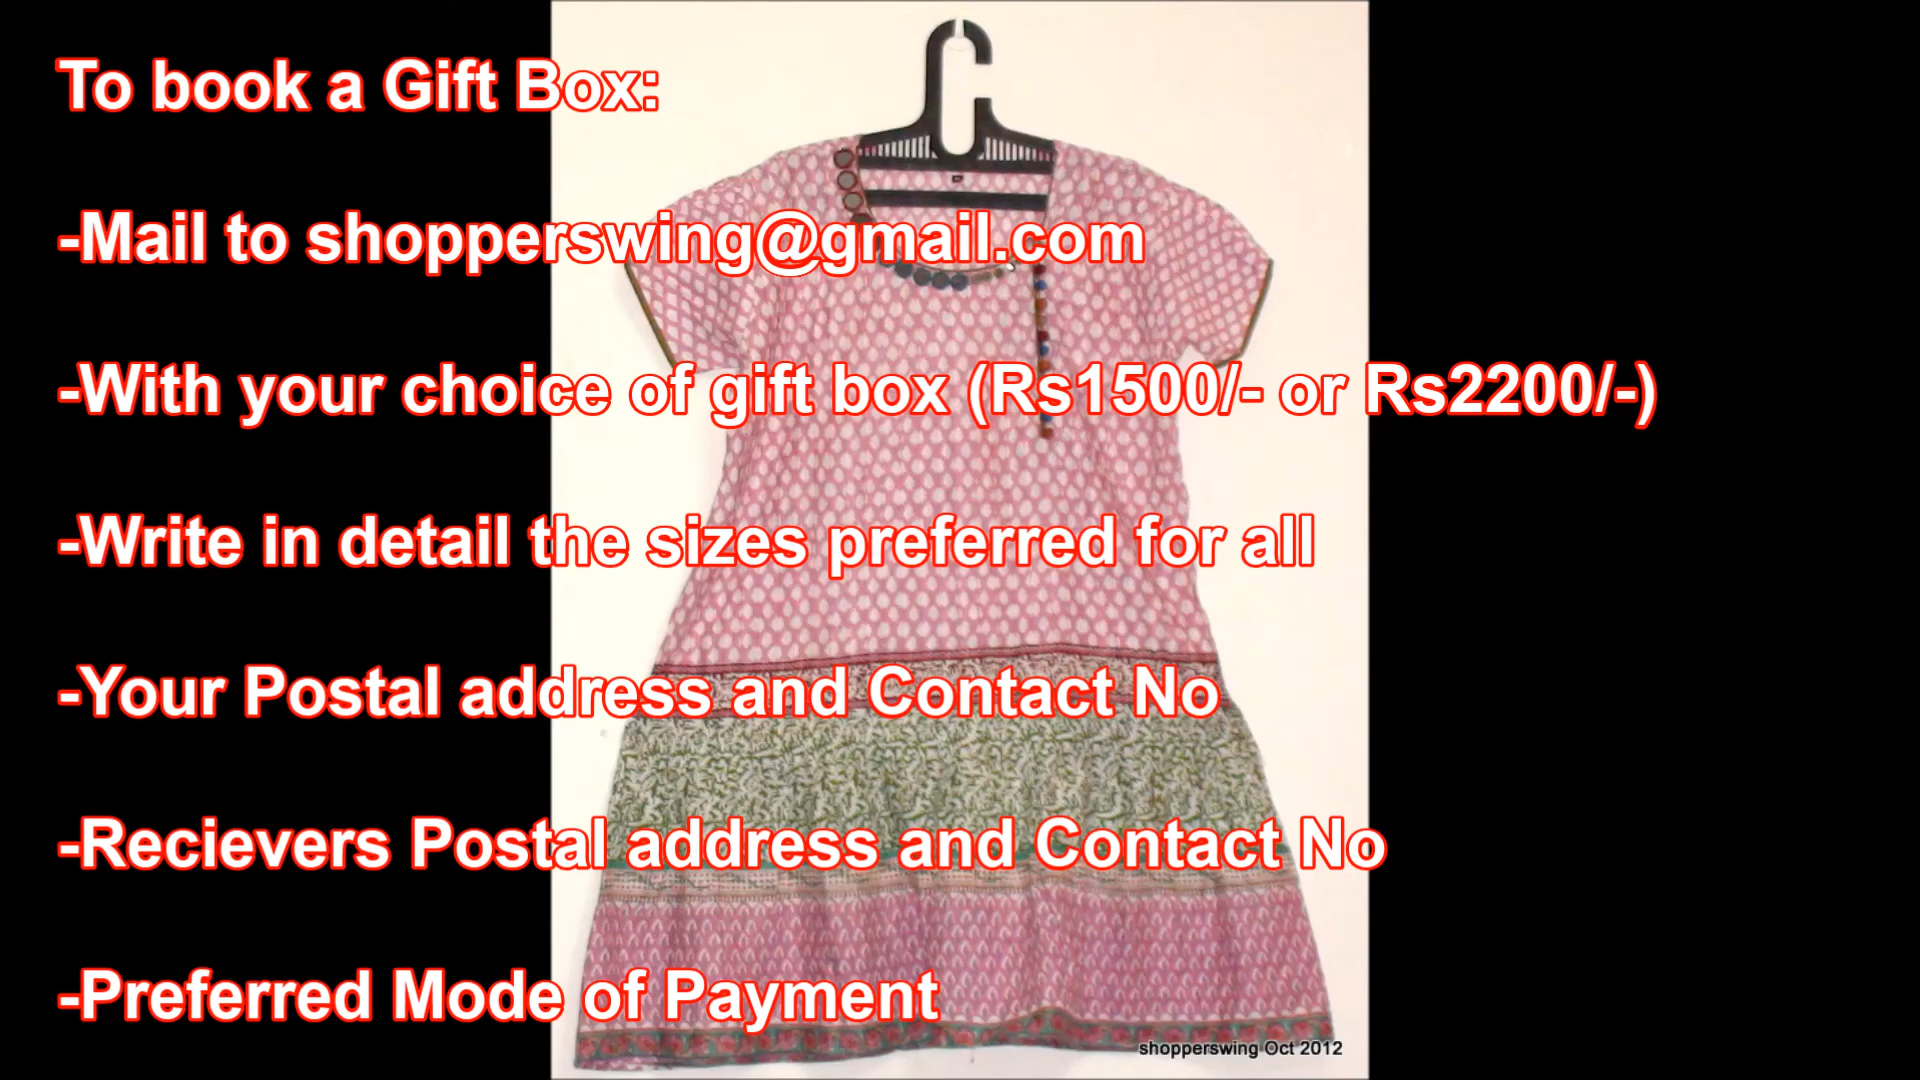 To book a Gift Box:
-Mail to shopperswing@gmail.com
-With your choice of gift box (Rs1500/- or Rs2200/-)
-Write in detail the sizes preferred for all
-Your Postal address and Contact No
-Recievers Postal address and Contact No
-Preferred Mode of Payment
shopperswing Oct 2012